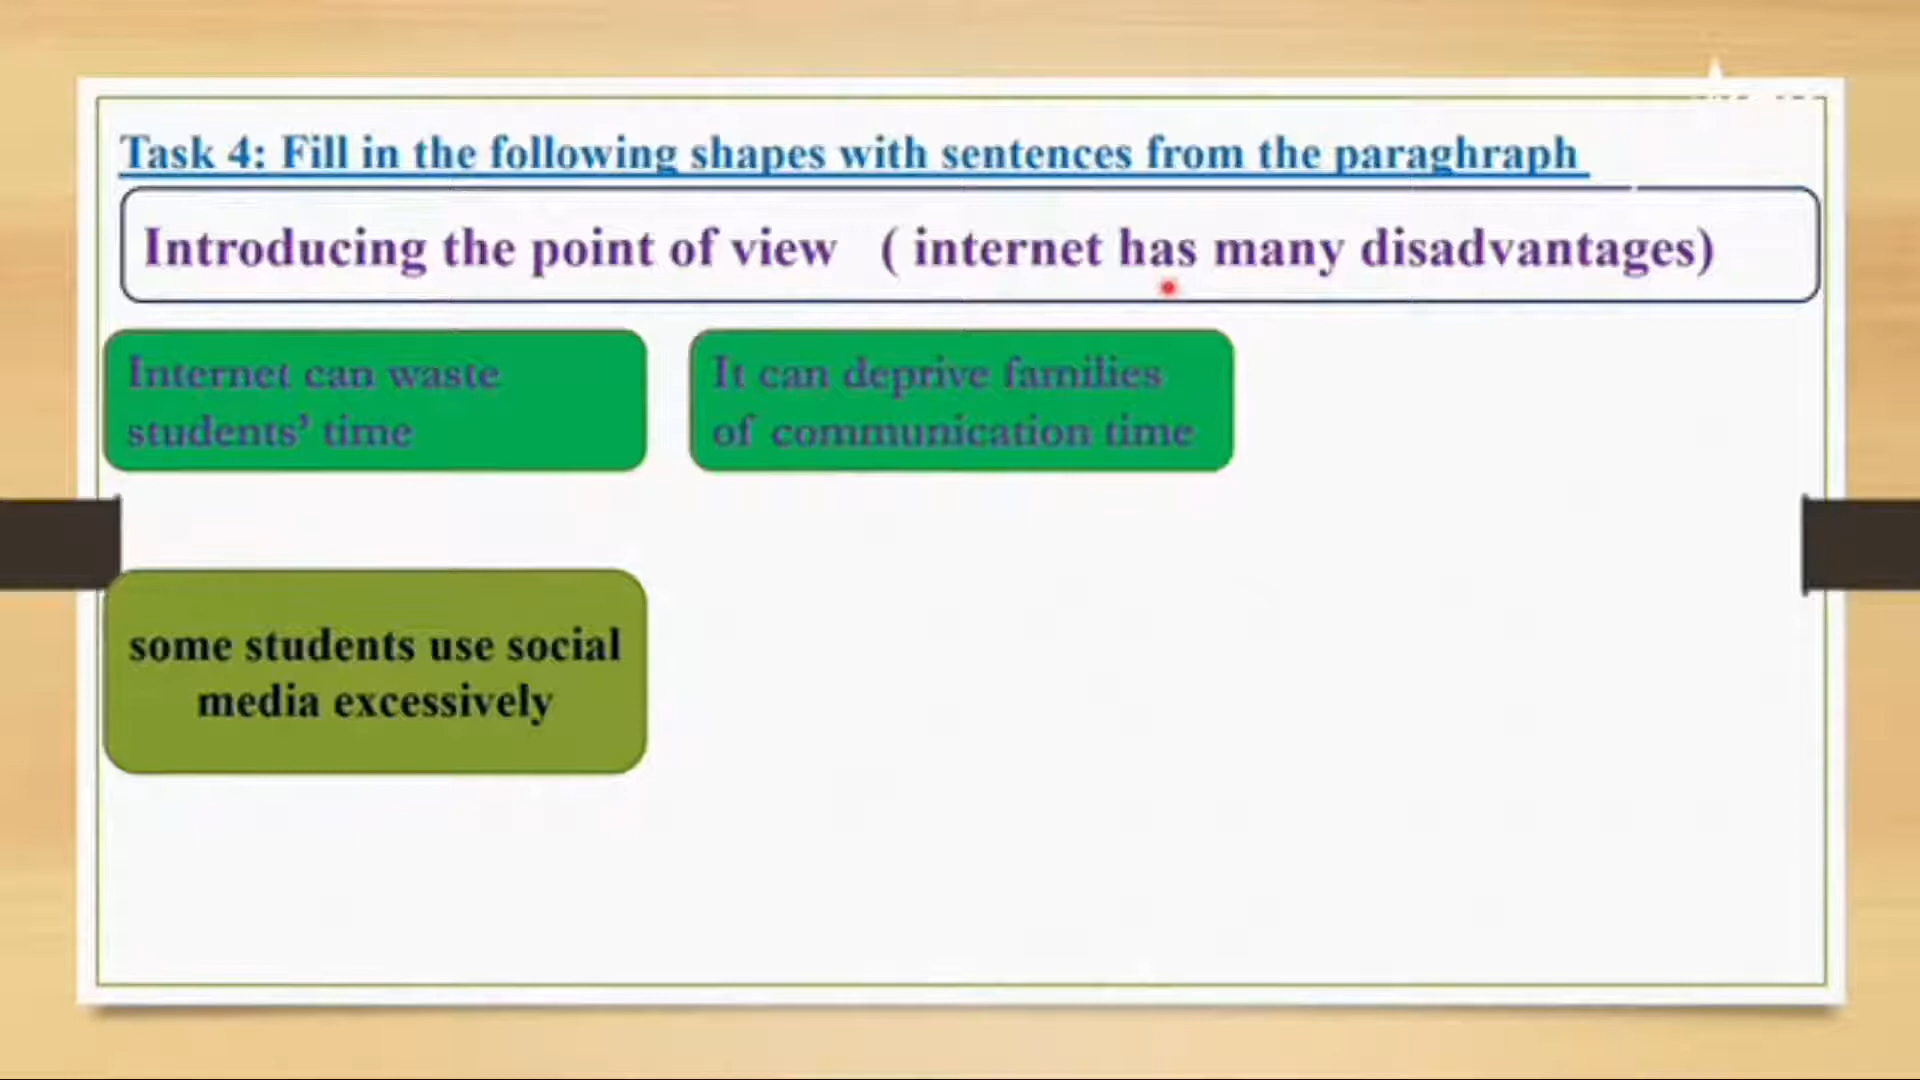 Task 4: Fill in the following shapes with sentences from the paraghraph
Introducing the point of view ( internet has many disadvantages)
Internet can waste
students’ time
It can deprive families
of communication time
some students use social
media excessively